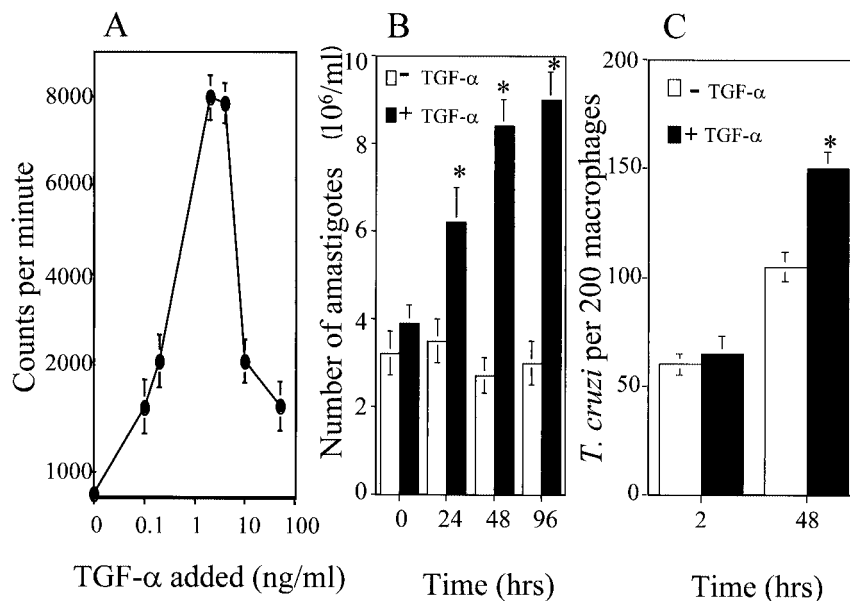 A
Counts per minute
8000
6000
4000
2000
1000
0
0.1
1
10
50
100
TGF-α added (ng/ml)
B
Number of amastigotes (10⁶/ml)
10
8
6
4
2
0
- TGF-α
+ TGF-α
*
*
*
0
24
48
96
Time (hrs)
C
T. cruzi per 200 macrophages
200
150
100
50
0
- TGF-α
+ TGF-α
*
2
48
Time (hrs)